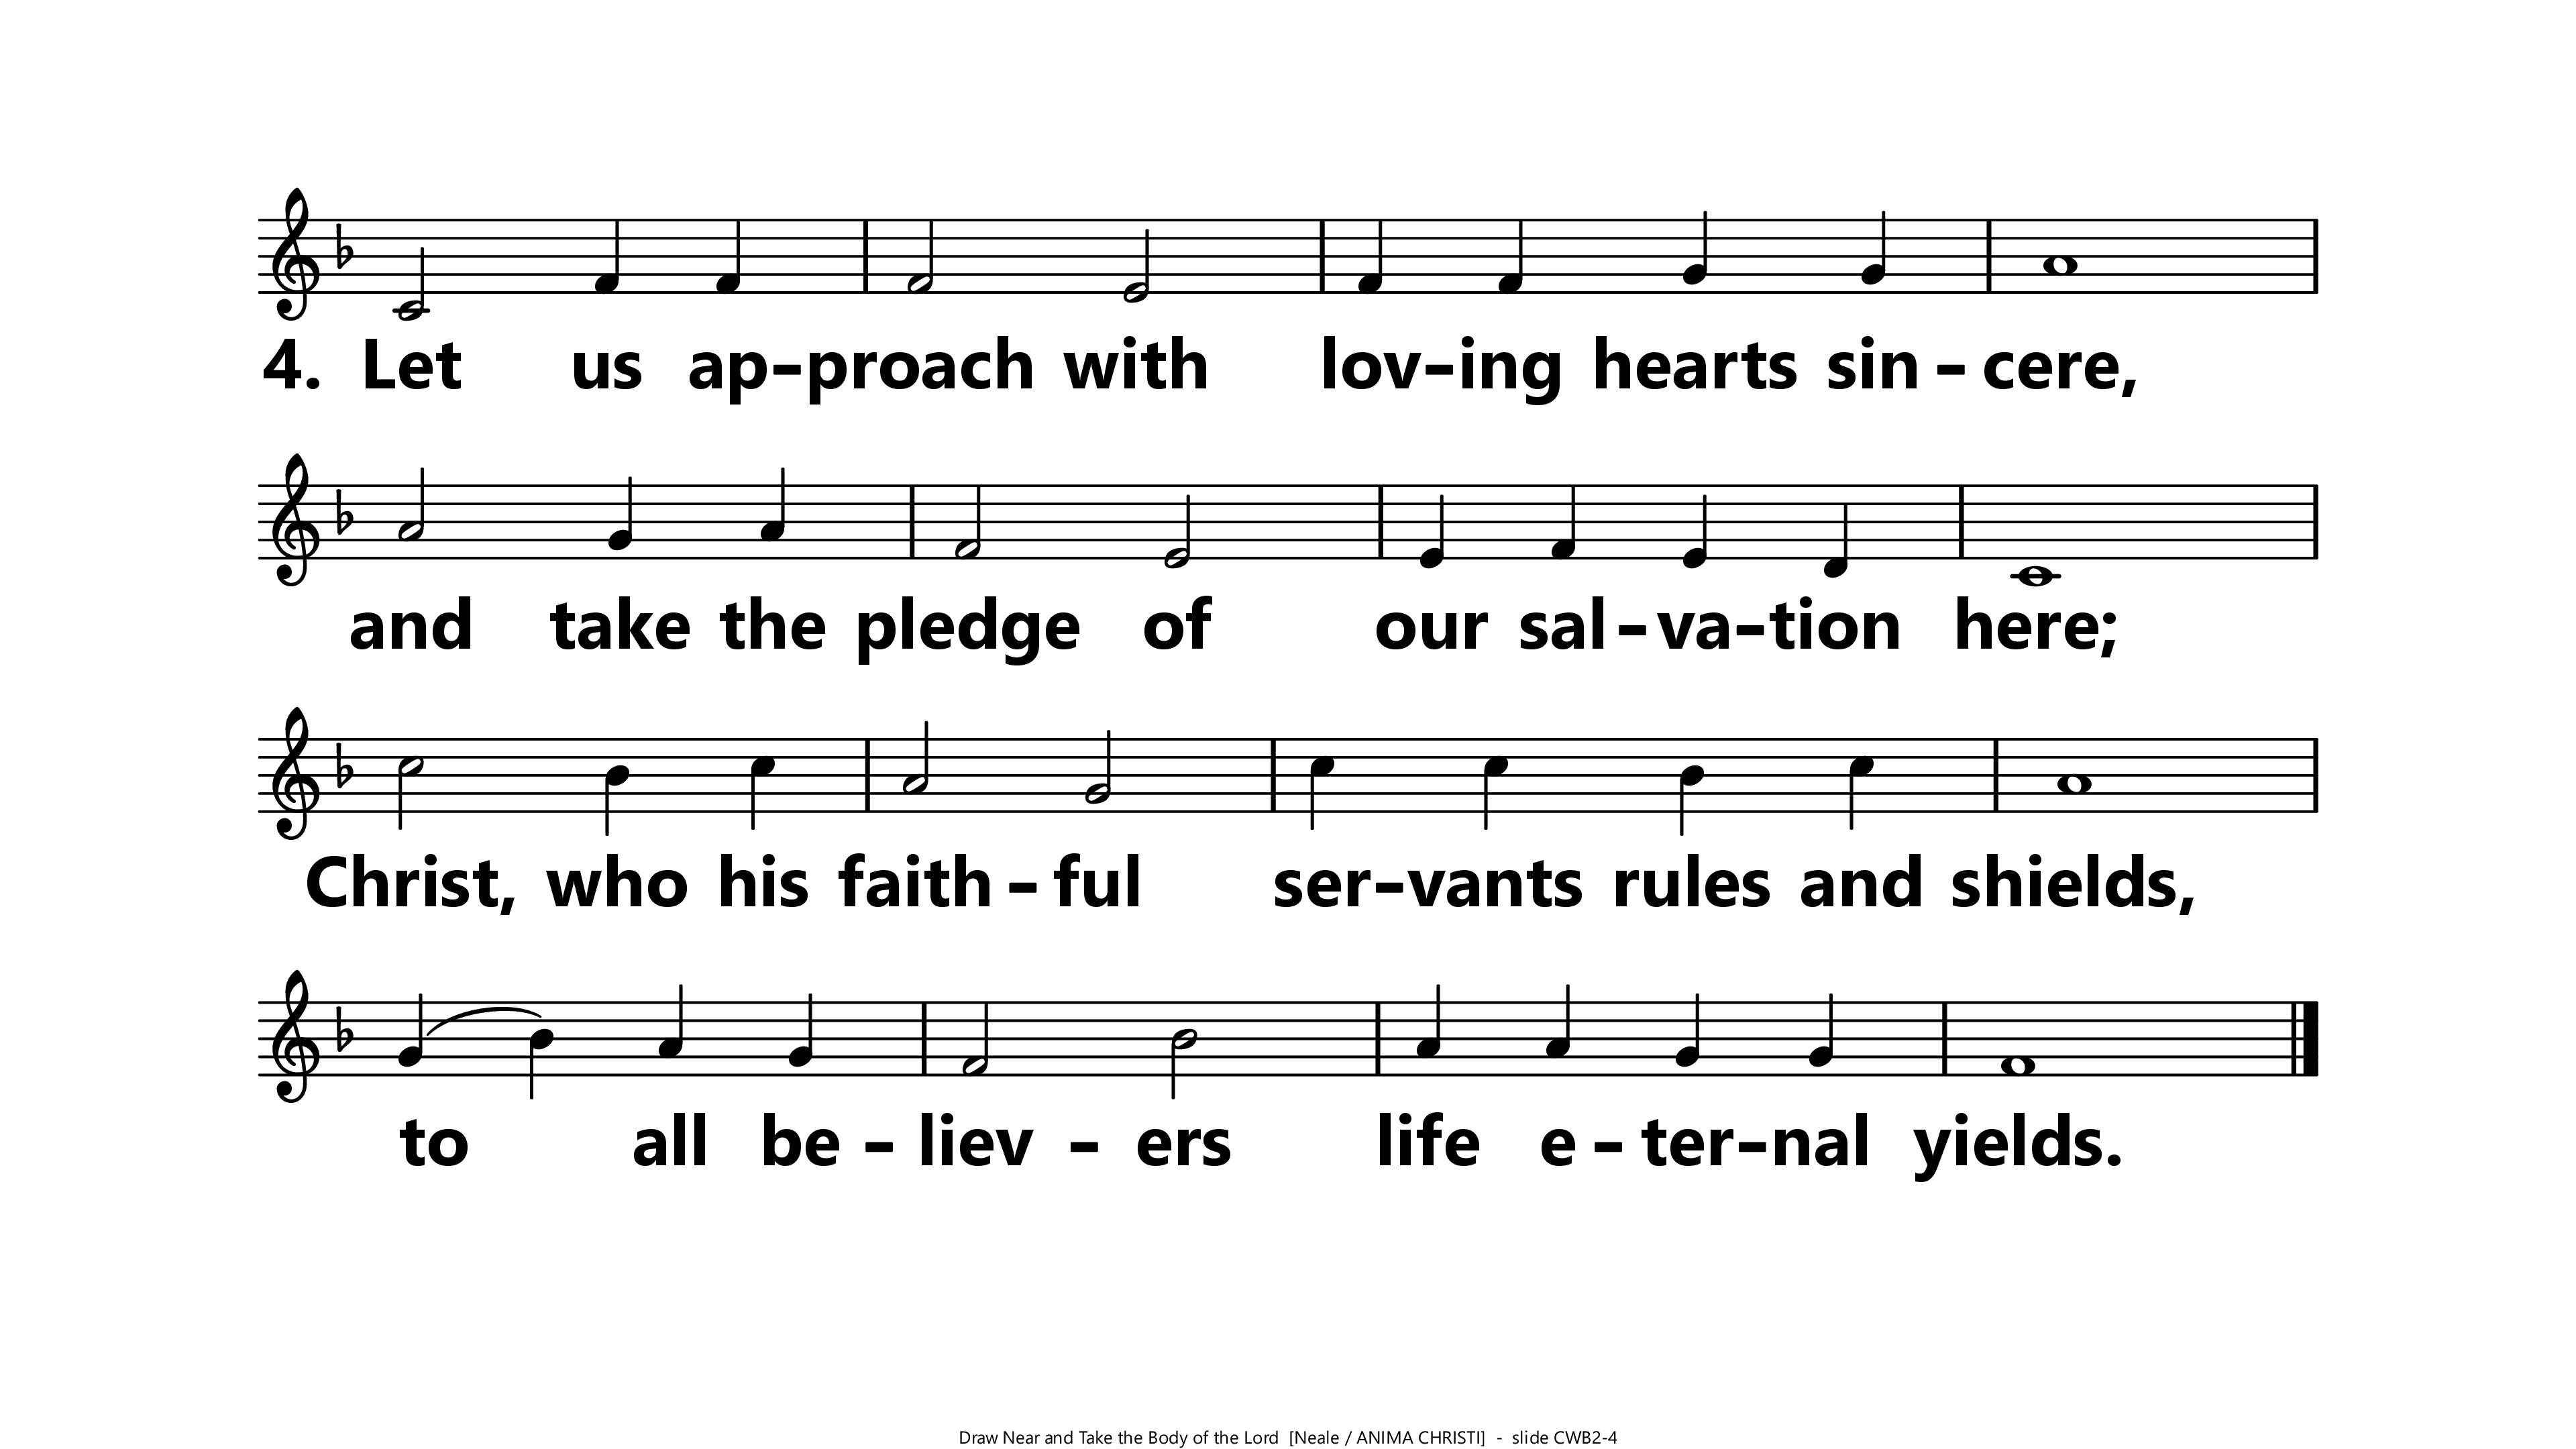 4. Let us ap-proach with lov-ing hearts sin-cere,
and take the pledge of our sal-va-tion here;
Christ, who his faith-ful ser-vants rules and shields,
to all be-liev-ers life e-ter-nal yields.
Draw Near and Take the Body of the Lord [Neale / ANIMA CHRISTI] - slide CWB2-4